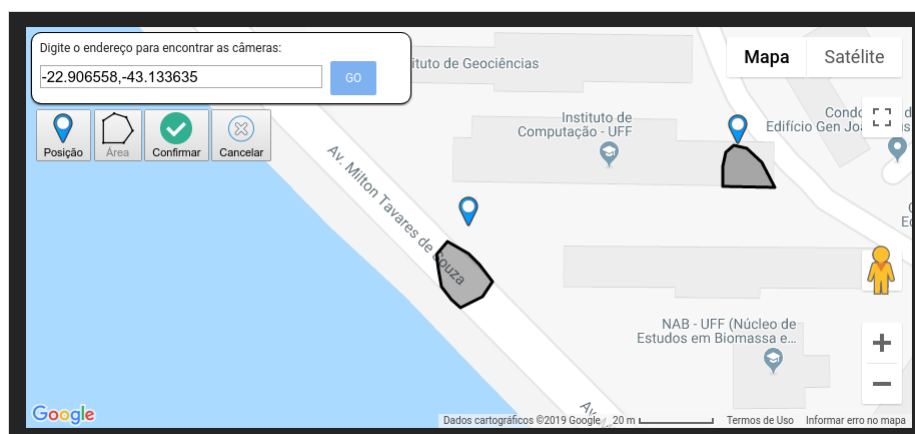 Digite o endereço para encontrar as câmeras:
-22.906558,-43.133635
GO
ituto de Geociências
Mapa
Satélite
Posição
Área
Confirmar
Cancelar
Instituto de
Computação - UFF
Edifício Gen
Av. Milton Tavares de Souza
NAB - UFF (Núcleo de
Estudos em Biomassa e...
Av.
Google
Dados cartográficos ©2019 Google
20 m
Termos de Uso
Informar erro no mapa